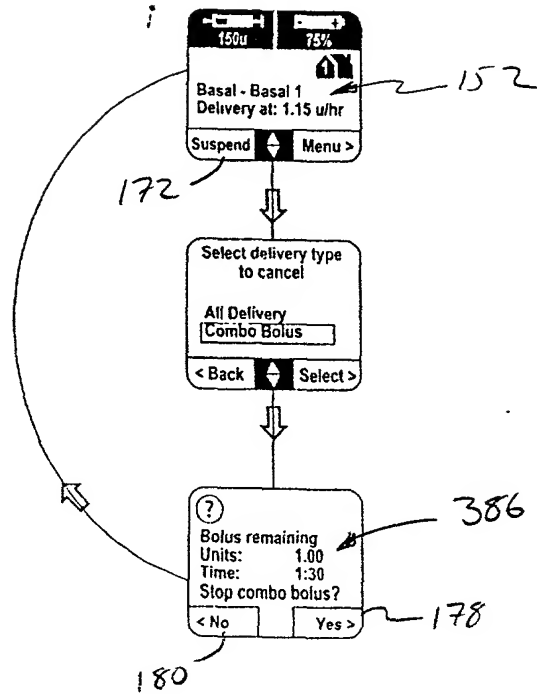 150u 75%
1
Basal - Basal 1
Delivery at: 1.15 u/hr
152
Suspend Menu >
172
Select delivery type
to cancel
All Delivery
Combo Bolus
< Back Select >
?
Bolus remaining
Units: 1.00
Time: 1:30
386
Stop combo bolus?
< No Yes >
178
180